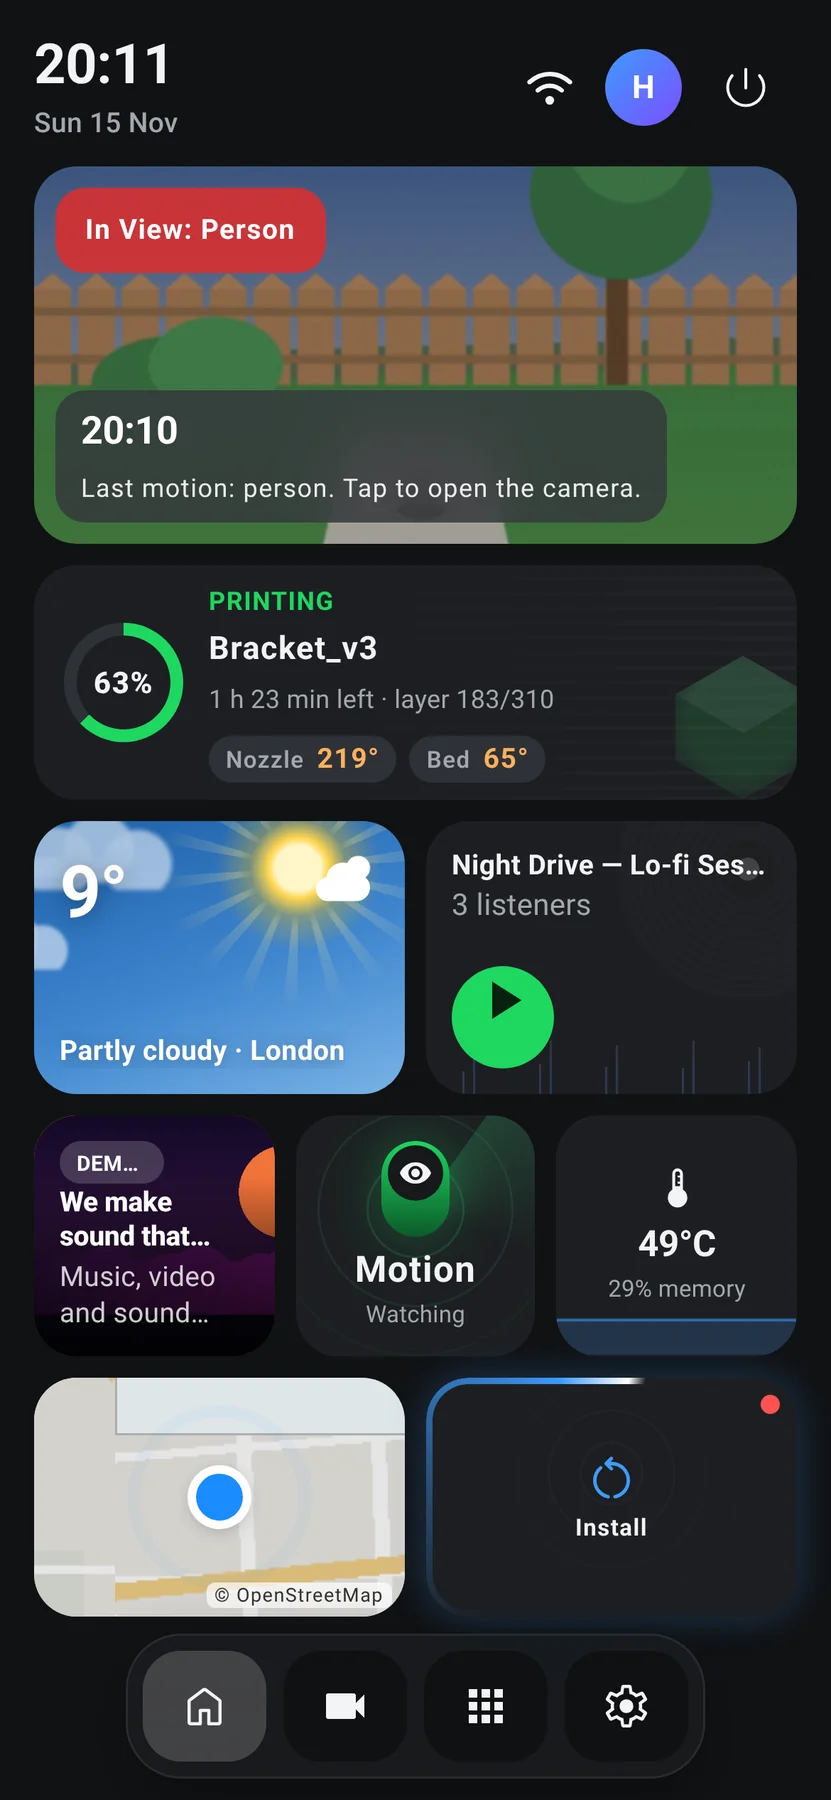 20:11
Sun 15 Nov
H
In View: Person
20:10
Last motion: person. Tap to open the camera.
PRINTING
63%
Bracket_v3
1 h 23 min left · layer 183/310
Nozzle 219°
Bed 65°
9°
Partly cloudy · London
Night Drive — Lo-fi Ses…
3 listeners
DEM…
We make
sound that…
Music, video
and sound…
Motion
Watching
49°C
29% memory
© OpenStreetMap
Install